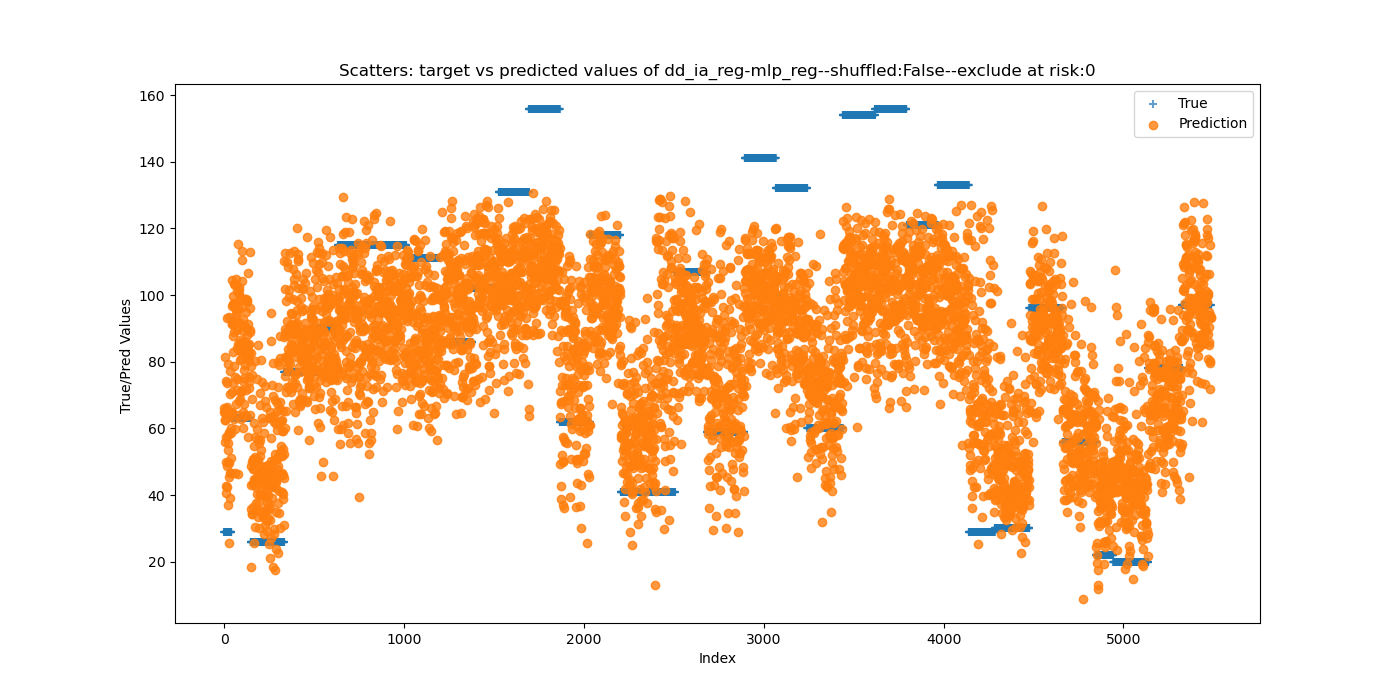 Scatters: target vs predicted values of dd_ia_reg-mlp_reg--shuffled:False--exclude at risk:0
True
Prediction
True/Pred Values
160
140
120
100
80
60
40
20
0
1000
2000
3000
4000
5000
Index